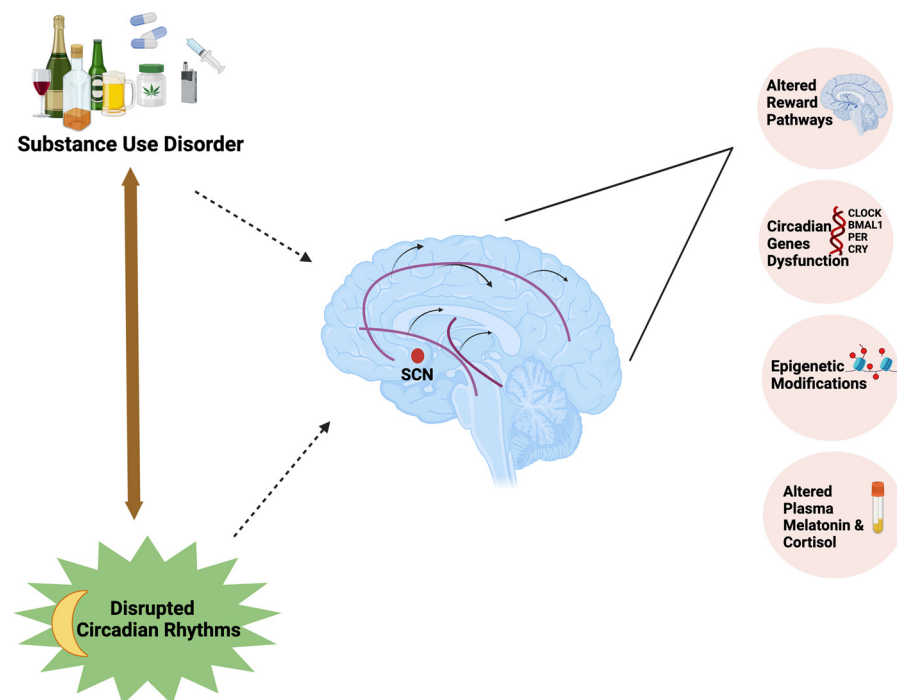 Substance Use Disorder
SCN
Disrupted
Circadian Rhythms
Altered
Reward
Pathways
Circadian
Genes
Dysfunction
CLOCK
BMAL1
PER
CRY
Epigenetic
Modifications
Altered
Plasma
Melatonin &
Cortisol